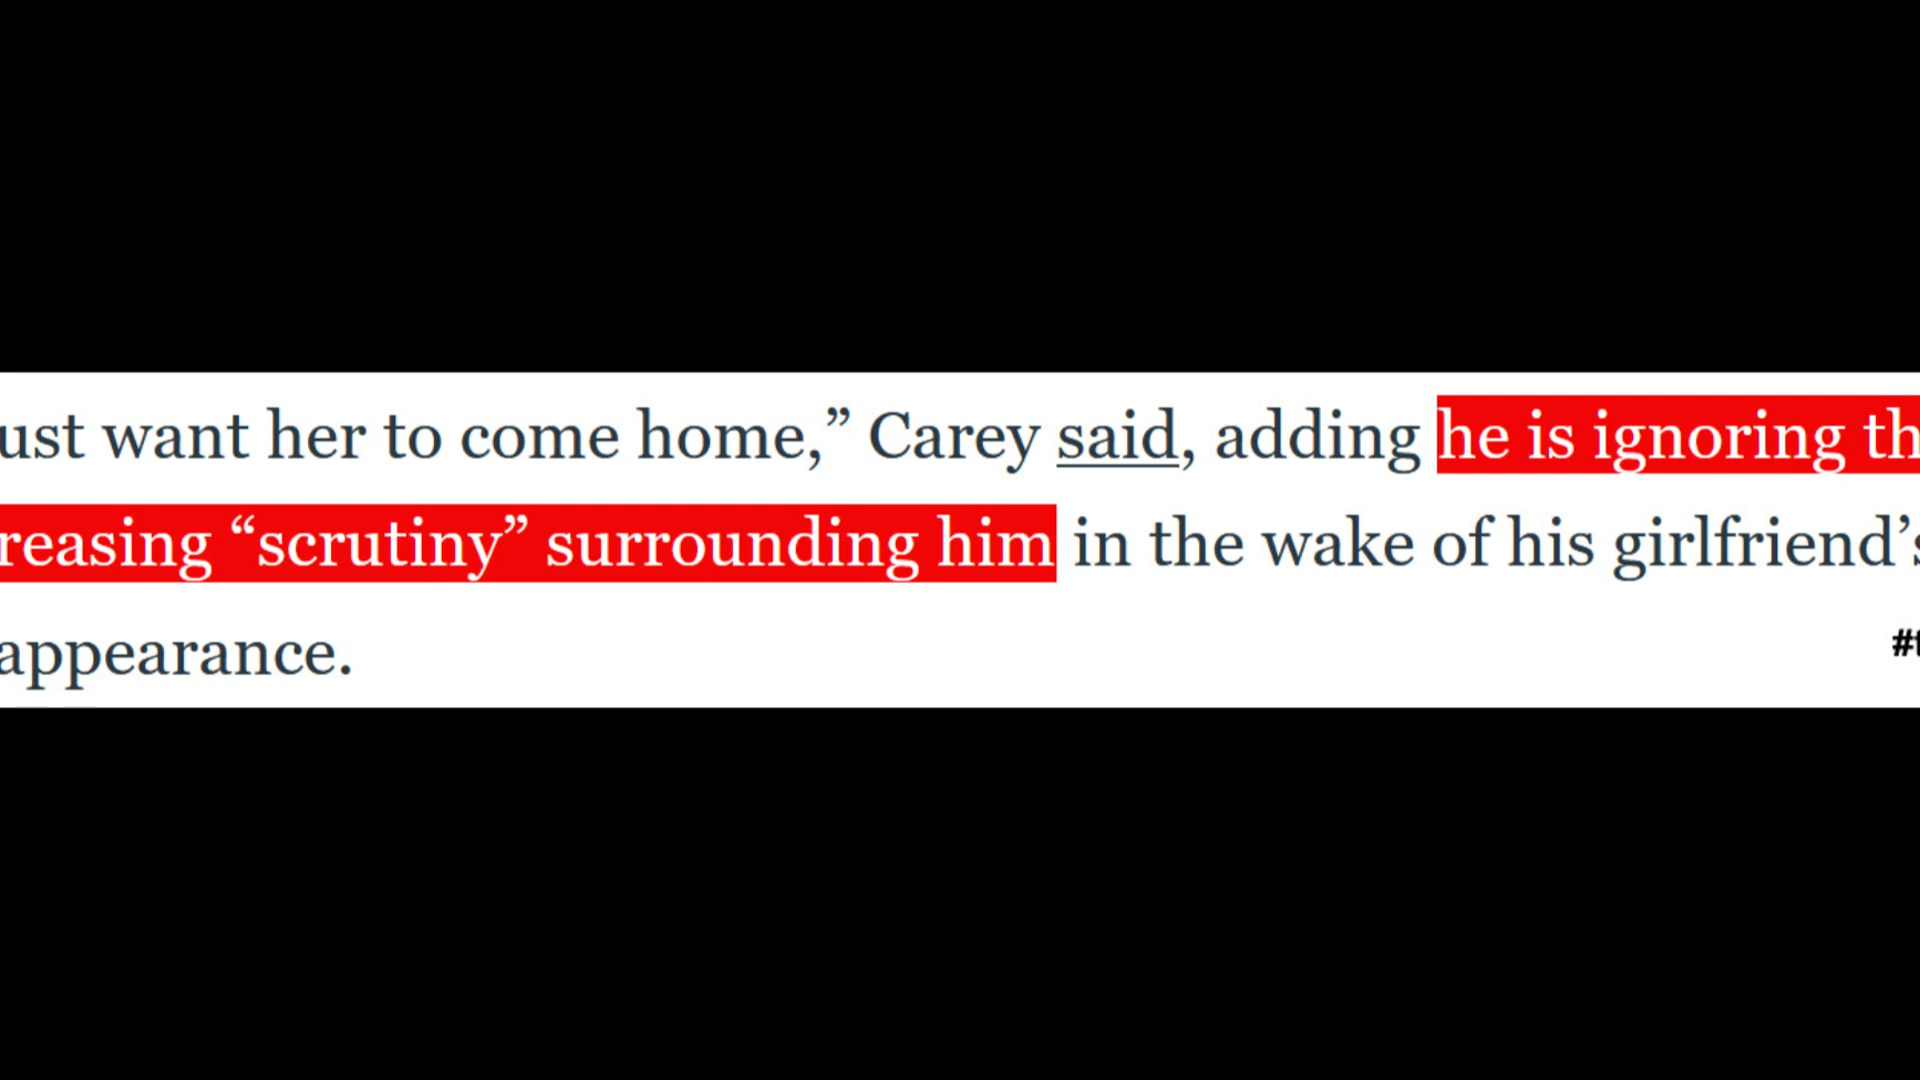 ust want her to come home,” Carey said, adding he is ignoring th
reasing “scrutiny” surrounding him in the wake of his girlfriend’s
appearance.
#t